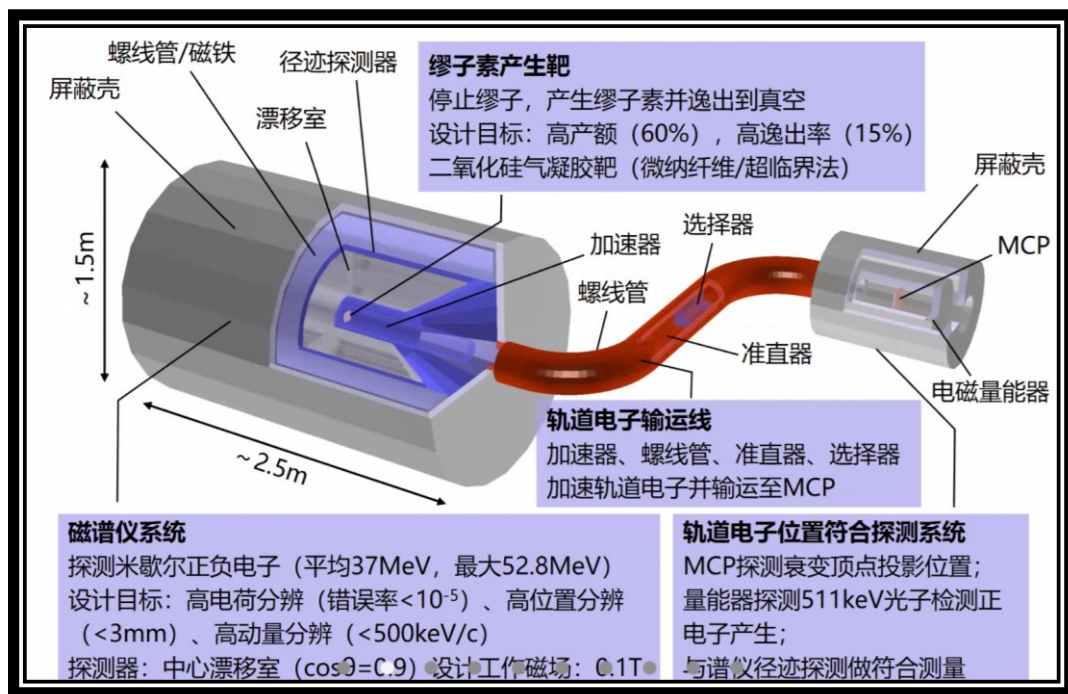 螺线管/磁铁
径迹探测器
屏蔽壳
漂移室
缪子素产生靶
停止缪子，产生缪子素并逸出到真空
设计目标：高产额（60%），高逸出率（15%）
二氧化硅气凝胶靶（微纳纤维/超临界法）
屏蔽壳
选择器
加速器
MCP
螺线管
~1.5m
准直器
电磁量能器
~2.5m
轨道电子输运线
加速器、螺线管、准直器、选择器
加速轨道电子并输运至MCP
磁谱仪系统
探测米歇尔正负电子（平均37MeV，最大52.8MeV）
设计目标：高电荷分辨（错误率<10⁻⁵）、高位置分辨
（<3mm）、高动量分辨（<500keV/c）
探测器：中心漂移室（cosθ=0.9）设计工作磁场：0.1T
轨道电子位置符合探测系统
MCP探测衰变顶点投影位置；
量能器探测511keV光子检测正
电子产生；
与谱仪径迹探测做符合测量